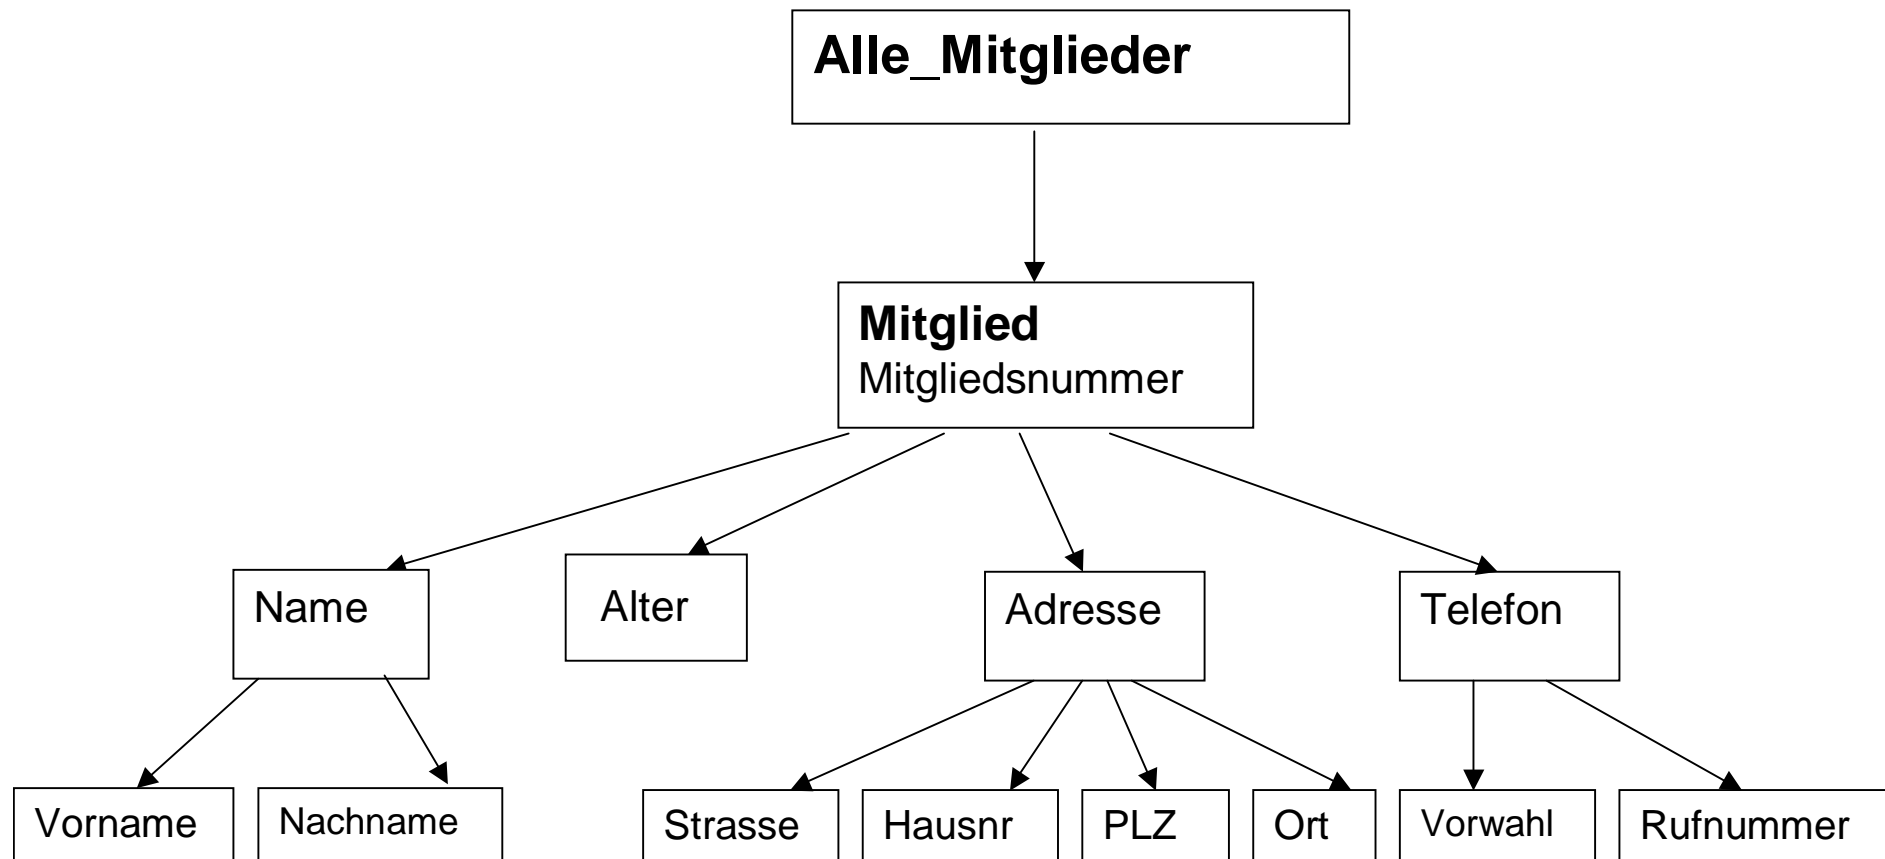 Alle_Mitglieder
Mitglied
Mitgliedsnummer
Name
Alter
Adresse
Telefon
Vorname
Nachname
Strasse
Hausnr
PLZ
Ort
Vorwahl
Rufnummer